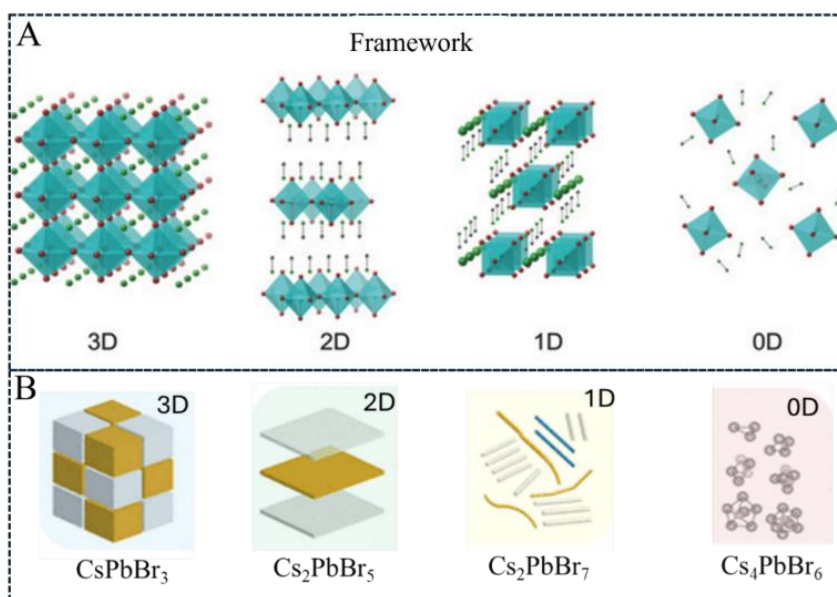 A
Framework
3D
2D
1D
0D
B
3D
2D
1D
0D
CsPbBr₃
Cs₂PbBr₅
Cs₂PbBr₇
Cs₄PbBr₆